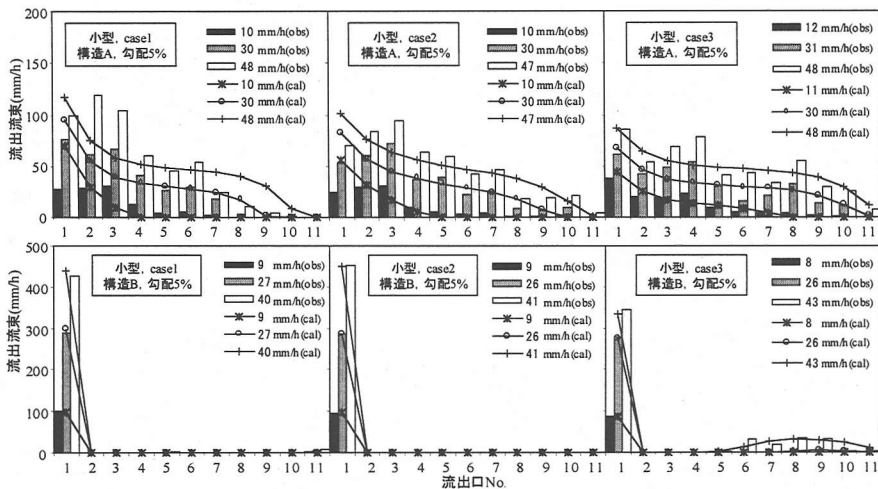 流出流束(mm/h)
200
150
100
50
0
小型, case1
構造A, 勾配5%
10 mm/h(obs)
30 mm/h(obs)
48 mm/h(obs)
10 mm/h(cal)
30 mm/h(cal)
48 mm/h(cal)
1 2 3 4 5 6 7 8 9 10 11
小型, case2
構造A, 勾配5%
10 mm/h(obs)
30 mm/h(obs)
47 mm/h(obs)
10 mm/h(cal)
30 mm/h(cal)
47 mm/h(cal)
1 2 3 4 5 6 7 8 9 10 11
小型, case3
構造A, 勾配5%
12 mm/h(obs)
31 mm/h(obs)
48 mm/h(obs)
11 mm/h(cal)
30 mm/h(cal)
48 mm/h(cal)
1 2 3 4 5 6 7 8 9 10 11
流出流束(mm/h)
500
400
300
200
100
0
小型, case1
構造B, 勾配5%
9 mm/h(obs)
27 mm/h(obs)
40 mm/h(obs)
9 mm/h(cal)
27 mm/h(cal)
40 mm/h(cal)
1 2 3 4 5 6 7 8 9 10 11
小型, case2
構造B, 勾配5%
9 mm/h(obs)
26 mm/h(obs)
41 mm/h(obs)
9 mm/h(cal)
26 mm/h(cal)
41 mm/h(cal)
1 2 3 4 5 6 7 8 9 10 11
小型, case3
構造B, 勾配5%
8 mm/h(obs)
26 mm/h(obs)
43 mm/h(obs)
8 mm/h(cal)
26 mm/h(cal)
43 mm/h(cal)
1 2 3 4 5 6 7 8 9 10 11
流出口No.